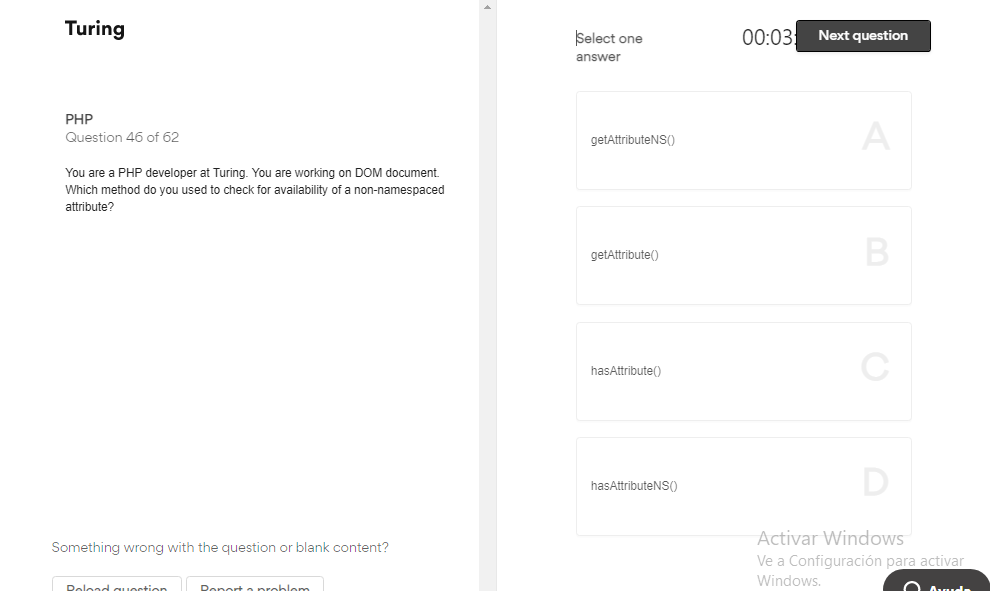 Turing
PHP
Question 46 of 62
You are a PHP developer at Turing. You are working on DOM document.
Which method do you used to check for availability of a non-namespaced
attribute?
Something wrong with the question or blank content?
Reload question
Report a problem
Select one
answer
00:03:
Next question
getAttributeNS()
A
getAttribute()
B
hasAttribute()
C
hasAttributeNS()
D
Activar Windows
Ve a Configuración para activar
Windows.
Ayuda